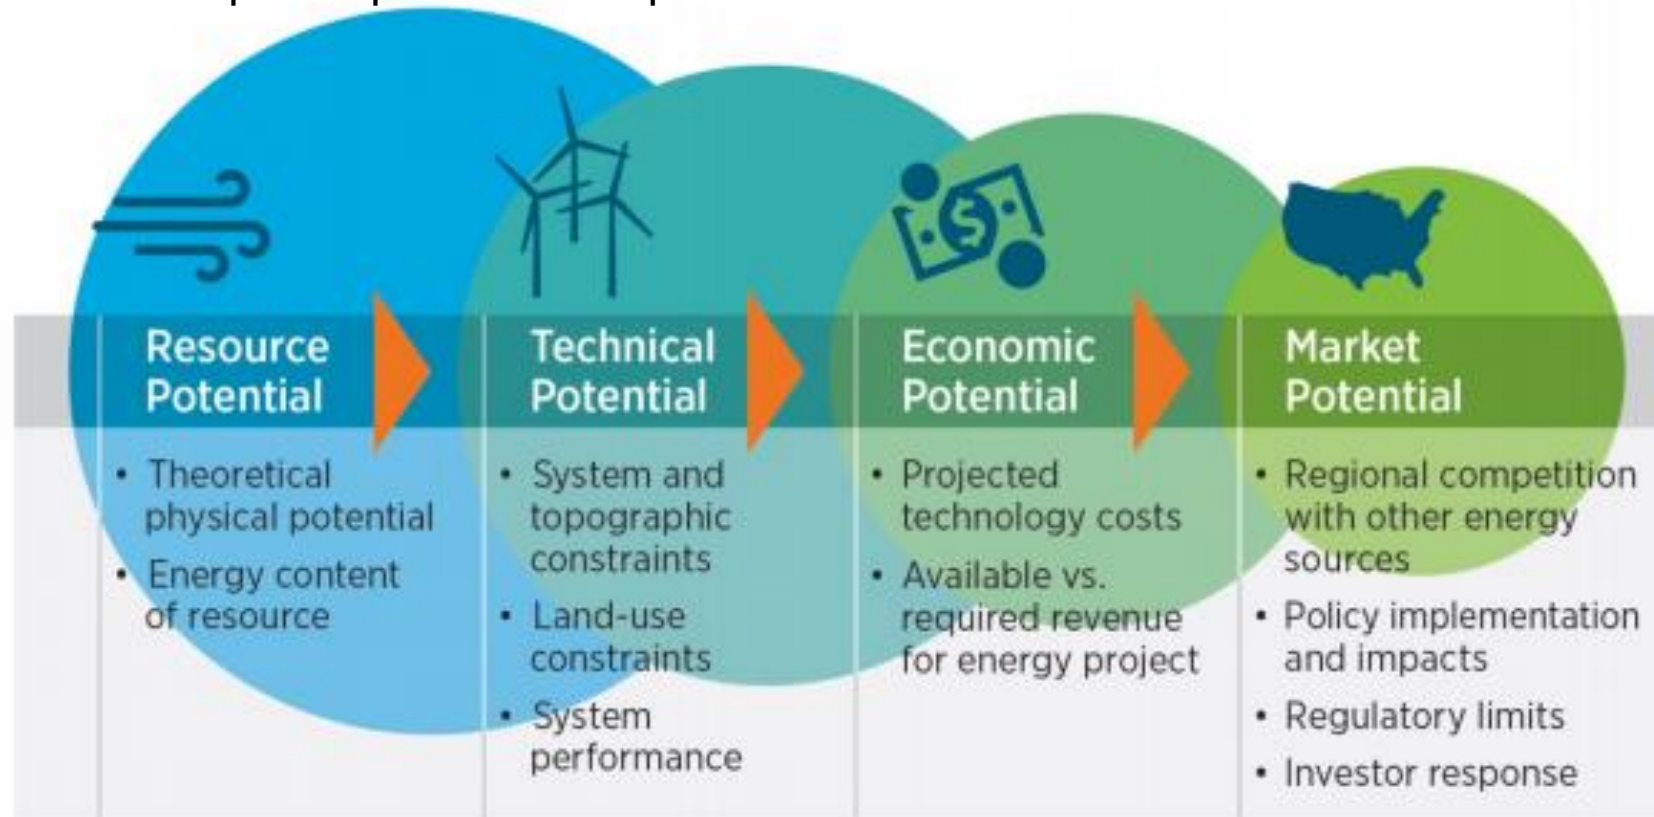 Resource
Potential
Technical
Potential
Economic
Potential
Market
Potential
• Theoretical
physical potential
• Energy content
of resource
• System and
topographic
constraints
• Land-use
constraints
• System
performance
• Projected
technology costs
• Available vs.
required revenue
for energy project
• Regional competition
with other energy
sources
• Policy implementation
and impacts
• Regulatory limits
• Investor response